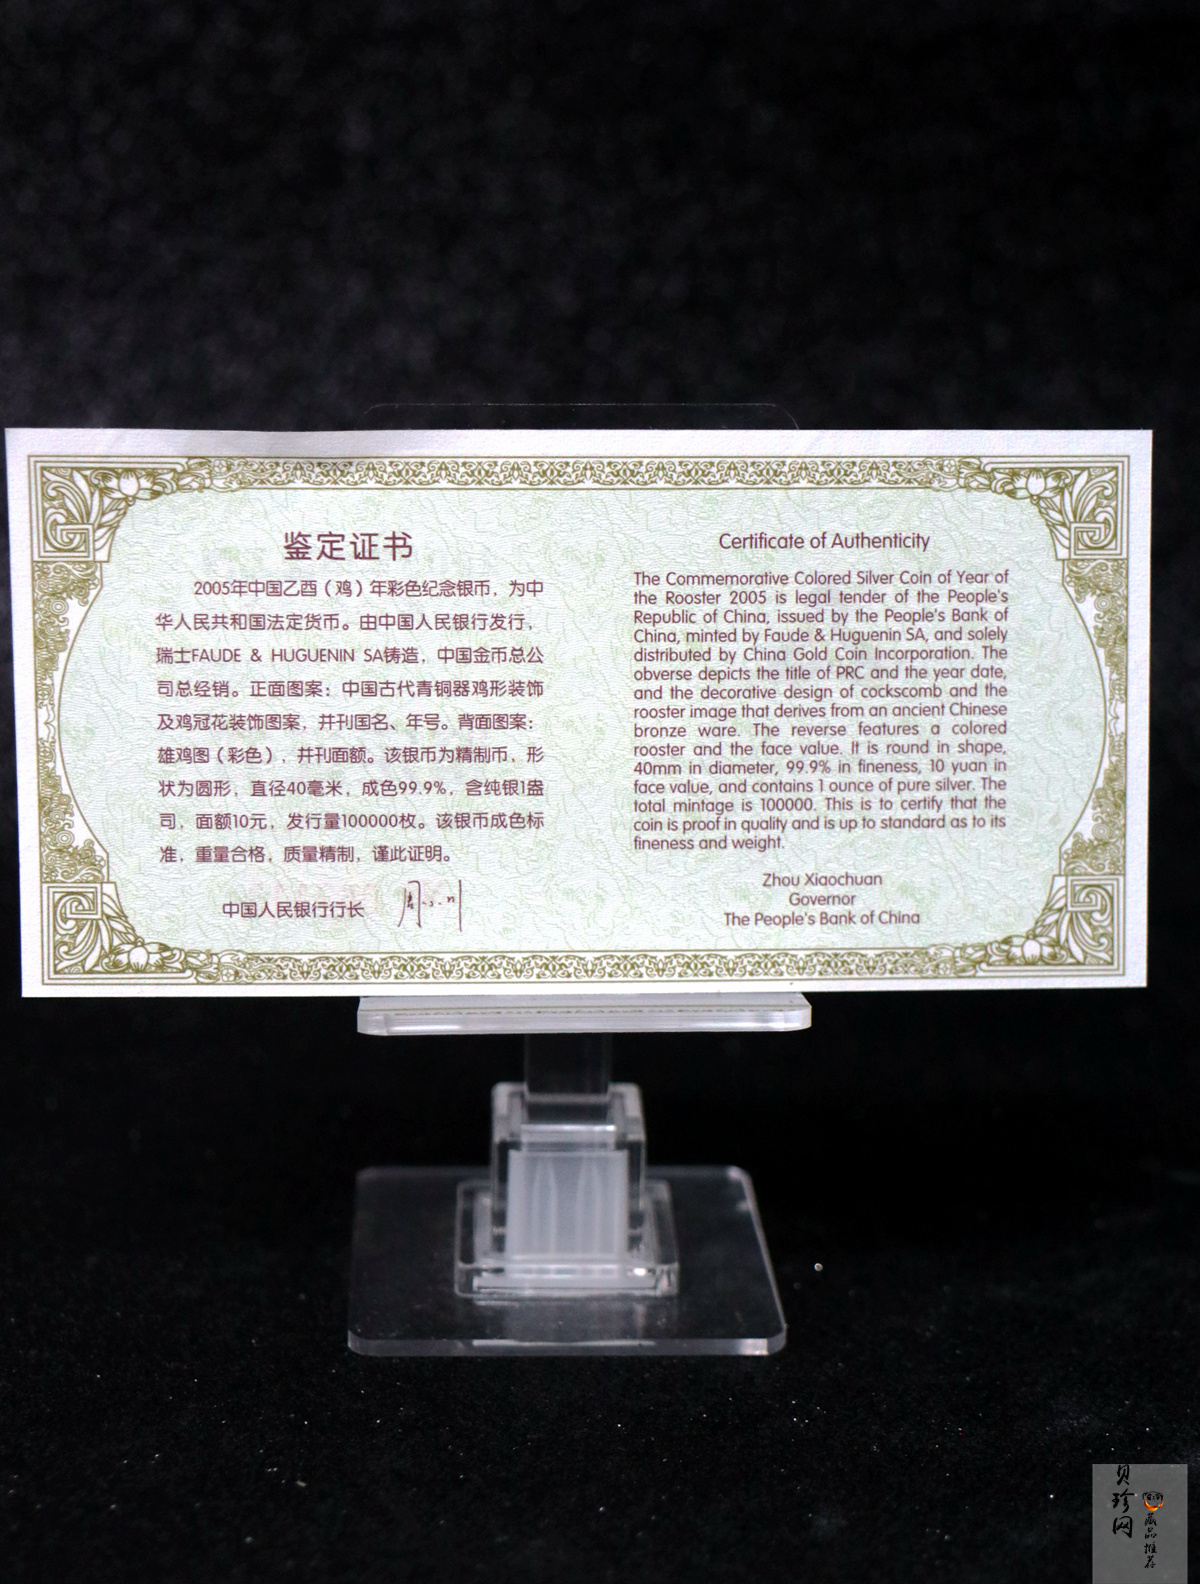 鉴定证书
2005年中国乙酉（鸡）年彩色纪念银币，为中
华人民共和国法定货币。由中国人民银行发行，
瑞士FAUDE & HUGUENIN SA铸造，中国金币总公
司总经销。正面图案：中国古代青铜器鸡形装饰
及鸡冠花装饰图案，并刊国名、年号。背面图案：
雄鸡图（彩色），并刊面额。该银币为精制币，形
状为圆形，直径40毫米，成色99.9%，含纯银1盎
司，面额10元，发行量100000枚。该银币成色标
准，重量合格，质量精制，谨此证明。
中国人民银行行长
Certificate of Authenticity
The Commemorative Colored Silver Coin of Year of
the Rooster 2005 is legal tender of the People's
Republic of China, issued by the People's Bank of
China, minted by Faude & Huguenin SA, and solely
distributed by China Gold Coin Incorporation. The
obverse depicts the title of PRC and the year date,
and the decorative design of cockscomb and the
rooster image that derives from an ancient Chinese
bronze ware. The reverse features a colored
rooster and the face value. It is round in shape,
40mm in diameter, 99.9% in fineness, 10 yuan in
face value, and contains 1 ounce of pure silver. The
total mintage is 100000. This is to certify that the
coin is proof in quality and is up to standard as to its
fineness and weight.
Zhou Xiaochuan
Governor
The People's Bank of China
贝珍网
藏品推荐